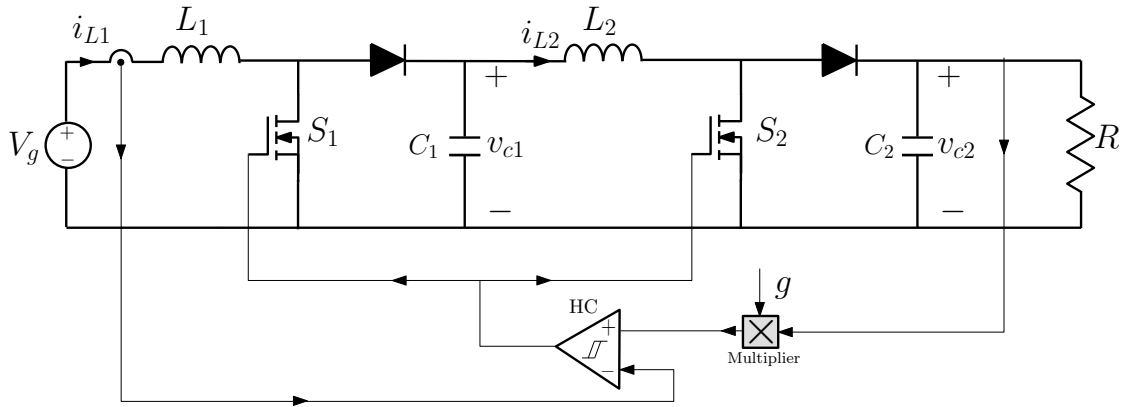 i_{L1}
L_1
i_{L2}
L_2
V_g
+
−
S_1
C_1
+
v_{c1}
−
S_2
C_2
+
v_{c2}
−
R
HC
+
−
g
Multiplier